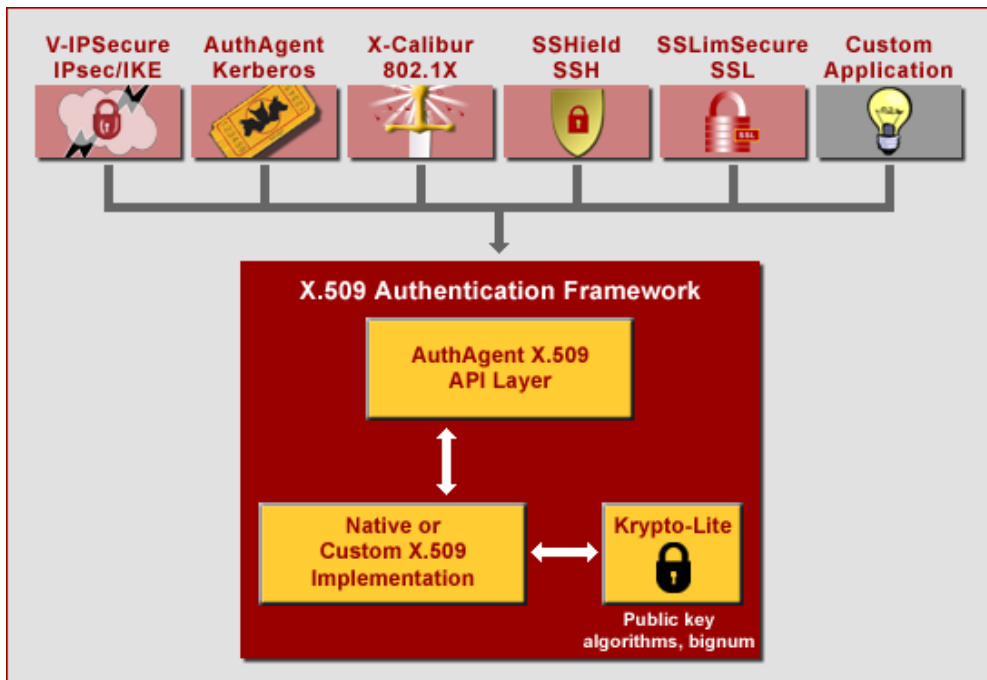 V-IPSecure
IPsec/IKE
AuthAgent
Kerberos
X-Calibur
802.1X
SSHield
SSH
SSLimSecure
SSL
Custom
Application
SSL
X.509 Authentication Framework
AuthAgent X.509
API Layer
Native or
Custom X.509
Implementation
Krypto-Lite
Public key
algorithms, bignum